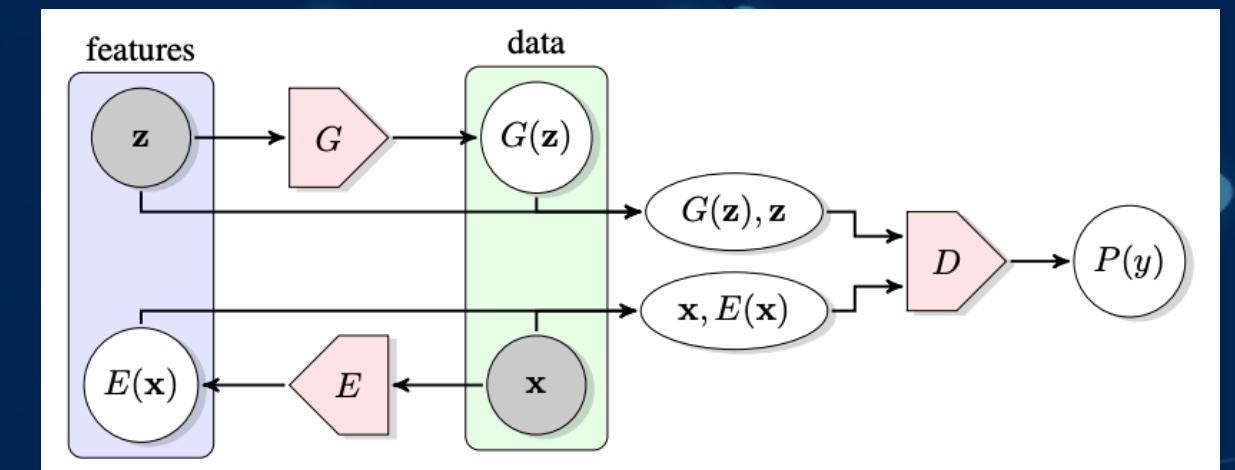 features
data
z
G
G(z)
G(z), z
D
P(y)
x, E(x)
E(x)
E
x